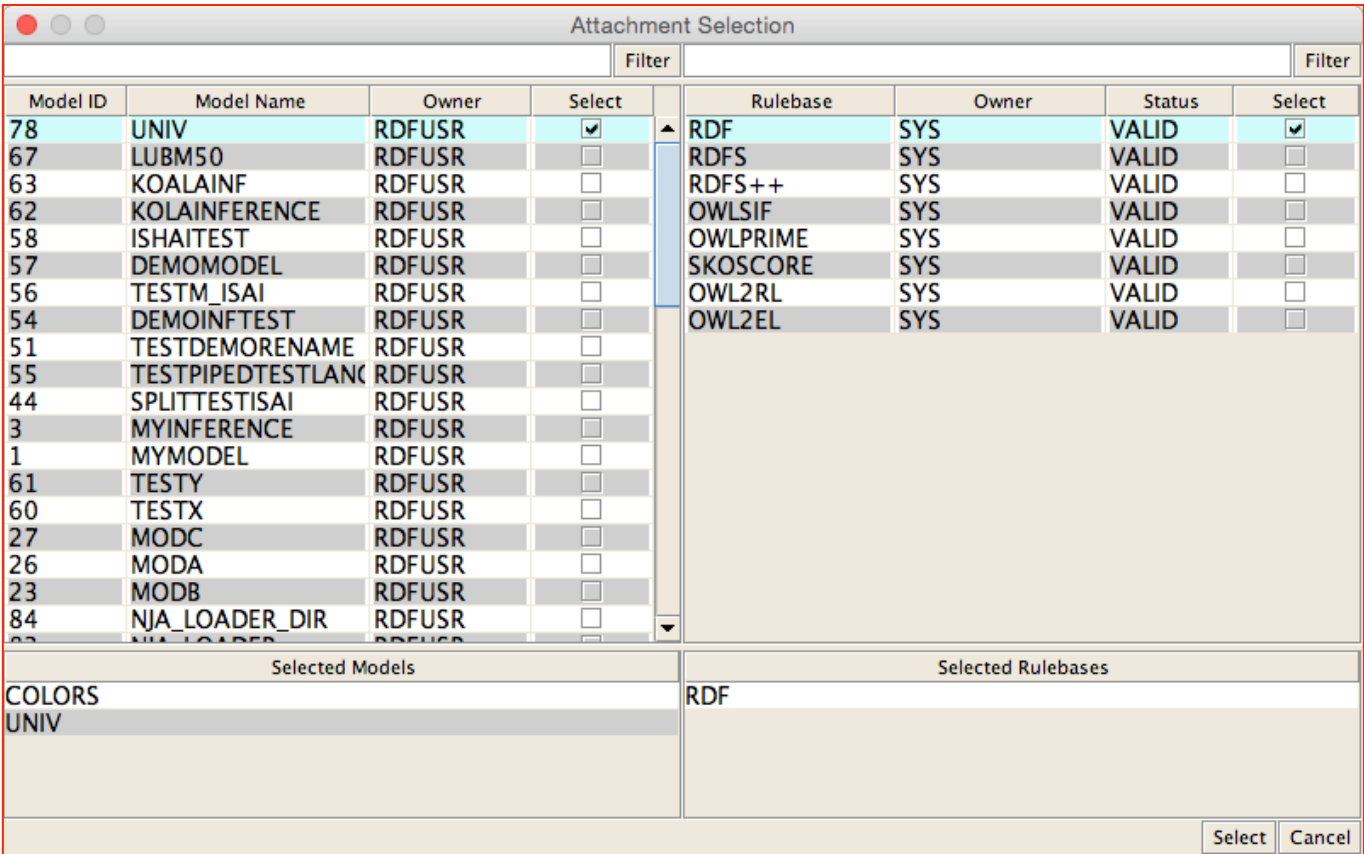 Attachment Selection
Filter Filter
Model ID Model Name Owner Select Rulebase Owner Status Select
78 UNIV RDFUSR RDF SYS VALID
67 LUBM50 RDFUSR RDFS SYS VALID
63 KOALAINF RDFUSR RDFS++ SYS VALID
62 KOLAINFERENCE RDFUSR OWLSIF SYS VALID
58 ISHAITEST RDFUSR OWLPRIME SYS VALID
57 DEMOMODEL RDFUSR SKOSCORE SYS VALID
56 TESTM_ISAI RDFUSR OWL2RL SYS VALID
54 DEMOINFTEST RDFUSR OWL2EL SYS VALID
51 TESTDEMORENAME RDFUSR
55 TESTPIPEDTESTLANG RDFUSR
44 SPLITTESTISAI RDFUSR
3 MYINFERENCE RDFUSR
1 MYMODEL RDFUSR
61 TESTY RDFUSR
60 TESTX RDFUSR
27 MODC RDFUSR
26 MODA RDFUSR
23 MODB RDFUSR
84 NJA_LOADER_DIR RDFUSR
Selected Models Selected Rulebases
COLORS RDF
UNIV
Select Cancel